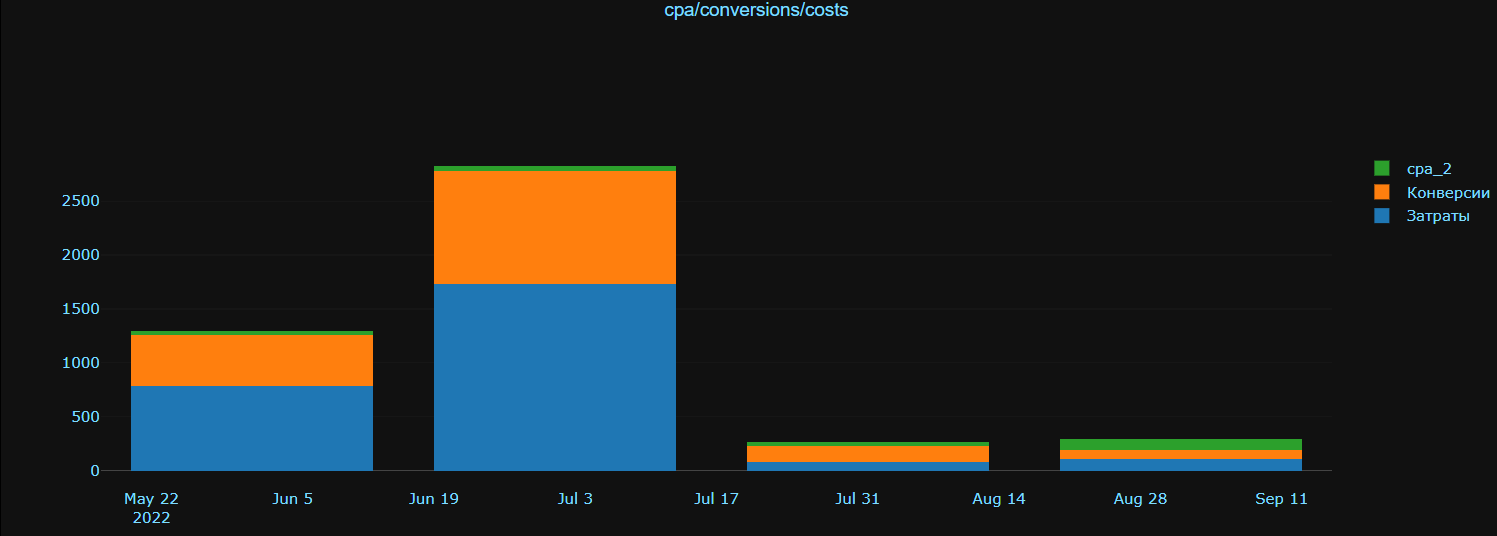 cpa/conversions/costs
2500
2000
1500
1000
500
0
May 22
2022
Jun 5
Jun 19
Jul 3
Jul 17
Jul 31
Aug 14
Aug 28
Sep 11
cpa_2
Конверсии
Затраты